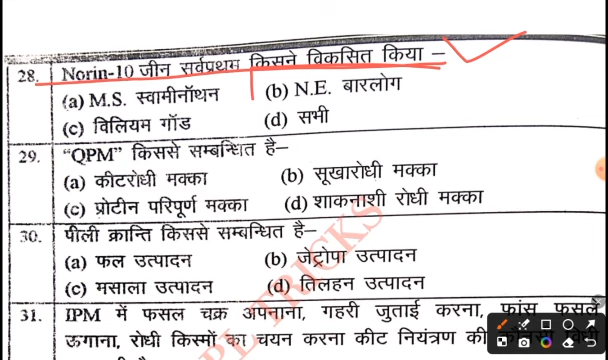 28. Norin-10 जीन सर्वप्रथम किसने विकसित किया –
(a) M.S. स्वामीनॉथन (b) N.E. बारलोग
(c) विलियम गॉड (d) सभी
29. “QPM” किससे सम्बन्धित है–
(a) कीटरोधी मक्का (b) सूखारोधी मक्का
(c) प्रोटीन परिपूर्ण मक्का (d) शाकनाशी रोधी मक्का
30. पीली क्रान्ति किससे सम्बन्धित है–
(a) फल उत्पादन (b) जेट्रोपा उत्पादन
(c) मसाला उत्पादन (d) तिलहन उत्पादन
31. IPM में फसल चक्र अपनाना, गहरी जुताई करना, फांस फसल
ऊगाना, रोधी किस्मों का चयन करना कीट नियंत्रण की
PL TRICKS